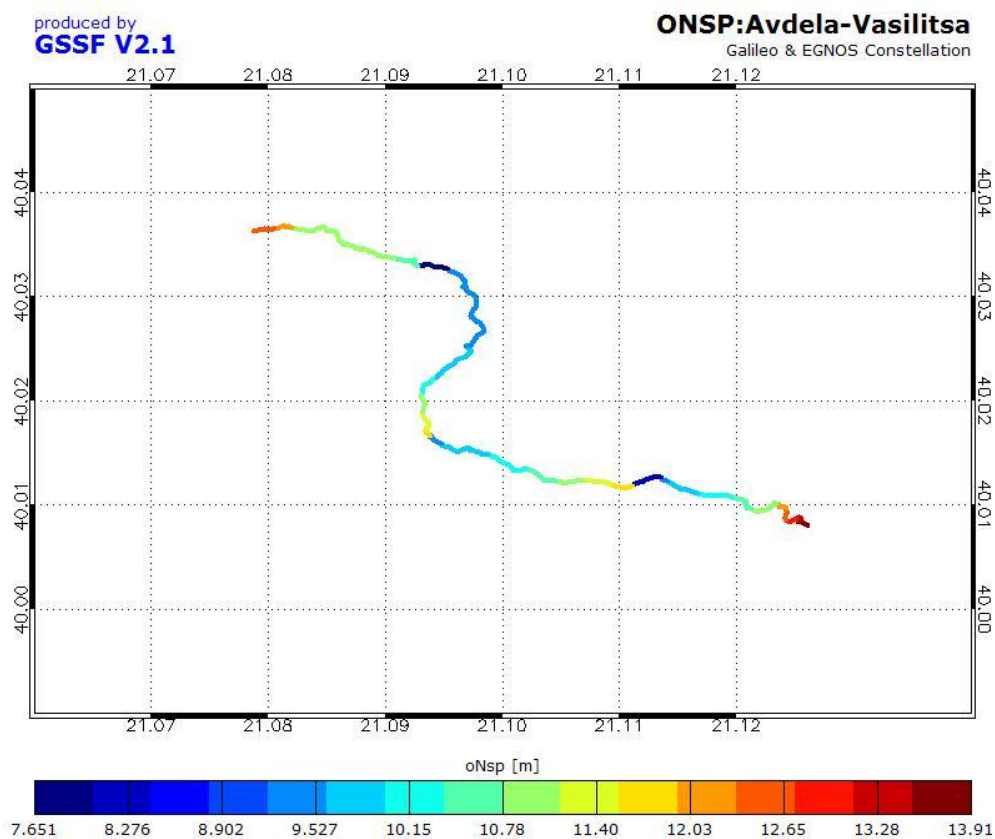 produced by
GSSF V2.1
ONSP:Avdela-Vasilitsa
Galileo & EGNOS Constellation
21.07 21.08 21.09 21.10 21.11 21.12
40.04 40.04
40.03 40.03
40.02 40.02
40.01 40.01
40.00 40.00
21.07 21.08 21.09 21.10 21.11 21.12
oNsp [m]
7.651 8.276 8.902 9.527 10.15 10.78 11.40 12.03 12.65 13.28 13.91